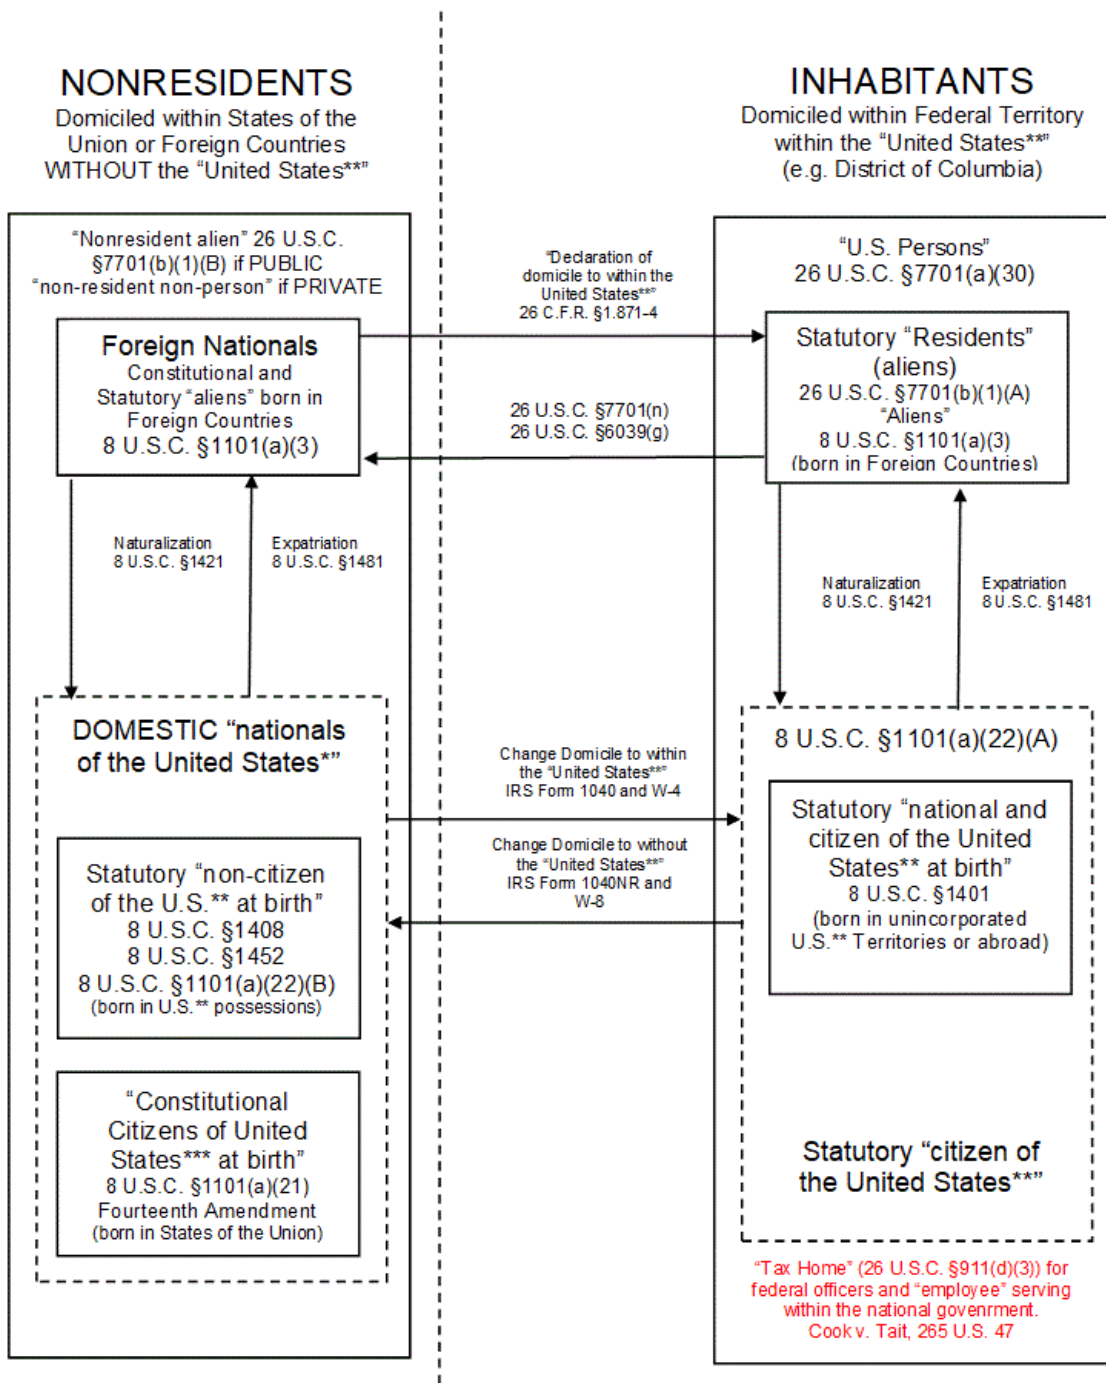 NONRESIDENTS
Domiciled within States of the
Union or Foreign Countries
WITHOUT the “United States**”
INHABITANTS
Domiciled within Federal Territory
within the “United States**”
(e.g. District of Columbia)
“Nonresident alien” 26 U.S.C.
§7701(b)(1)(B) if PUBLIC
“non-resident non-person” if PRIVATE
Foreign Nationals
Constitutional and
Statutory “aliens” born in
Foreign Countries
8 U.S.C. §1101(a)(3)
“Declaration of
domicile to within the
United States**”
26 C.F.R. §1.871-4
26 U.S.C. §7701(n)
26 U.S.C. §6039(g)
“U.S. Persons”
26 U.S.C. §7701(a)(30)
Statutory “Residents”
(aliens)
26 U.S.C. §7701(b)(1)(A)
“Aliens”
8 U.S.C. §1101(a)(3)
(born in Foreign Countries)
Naturalization
8 U.S.C. §1421
Expatriation
8 U.S.C. §1481
Naturalization
8 U.S.C. §1421
Expatriation
8 U.S.C. §1481
DOMESTIC “nationals
of the United States*”
Statutory “non-citizen
of the U.S.** at birth”
8 U.S.C. §1408
8 U.S.C. §1452
8 U.S.C. §1101(a)(22)(B)
(born in U.S.** possessions)
“Constitutional
Citizens of United
States*** at birth”
8 U.S.C. §1101(a)(21)
Fourteenth Amendment
(born in States of the Union)
Change Domicile to within
the “United States**”
IRS Form 1040 and W-4
Change Domicile to without
the “United States**”
IRS Form 1040NR and
W-8
8 U.S.C. §1101(a)(22)(A)
Statutory “national and
citizen of the United
States** at birth”
8 U.S.C. §1401
(born in unincorporated
U.S.** Territories or abroad)
Statutory “citizen of
the United States**”
“Tax Home” (26 U.S.C. §911(d)(3)) for
federal officers and “employee” serving
within the national govenrment.
Cook v. Tait, 265 U.S. 47